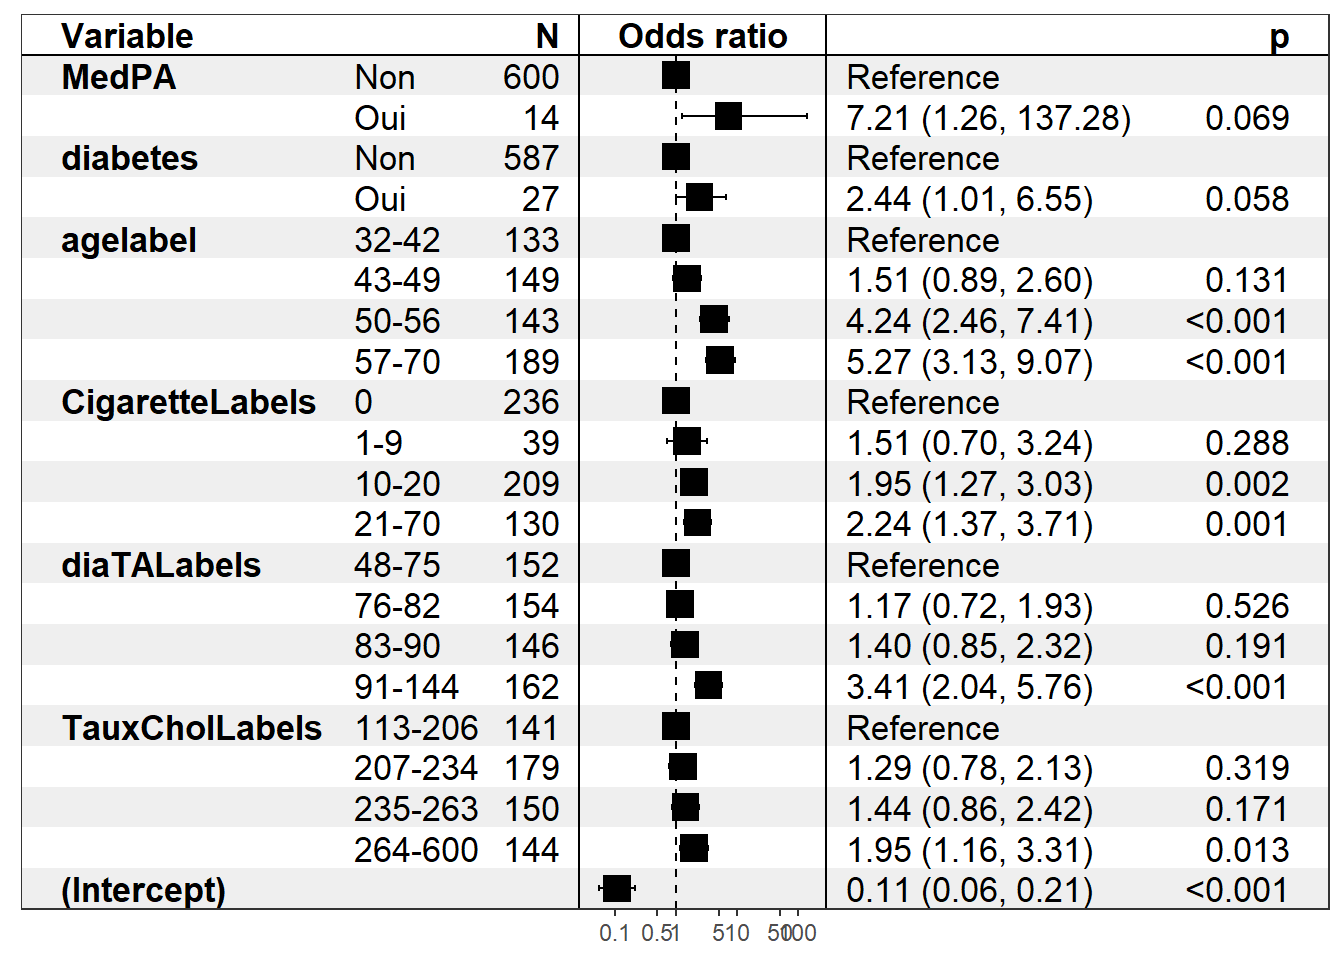 Variable N Odds ratio p
MedPA Non 600 Reference
Oui 14 7.21 (1.26, 137.28) 0.069
diabetes Non 587 Reference
Oui 27 2.44 (1.01, 6.55) 0.058
agelabel 32-42 133 Reference
43-49 149 1.51 (0.89, 2.60) 0.131
50-56 143 4.24 (2.46, 7.41) <0.001
57-70 189 5.27 (3.13, 9.07) <0.001
CigaretteLabels 0 236 Reference
1-9 39 1.51 (0.70, 3.24) 0.288
10-20 209 1.95 (1.27, 3.03) 0.002
21-70 130 2.24 (1.37, 3.71) 0.001
diaTALabels 48-75 152 Reference
76-82 154 1.17 (0.72, 1.93) 0.526
83-90 146 1.40 (0.85, 2.32) 0.191
91-144 162 3.41 (2.04, 5.76) <0.001
TauxCholLabels 113-206 141 Reference
207-234 179 1.29 (0.78, 2.13) 0.319
235-263 150 1.44 (0.86, 2.42) 0.171
264-600 144 1.95 (1.16, 3.31) 0.013
(Intercept) 0.11 (0.06, 0.21) <0.001
0.1 0.5 1 5 10 50 100